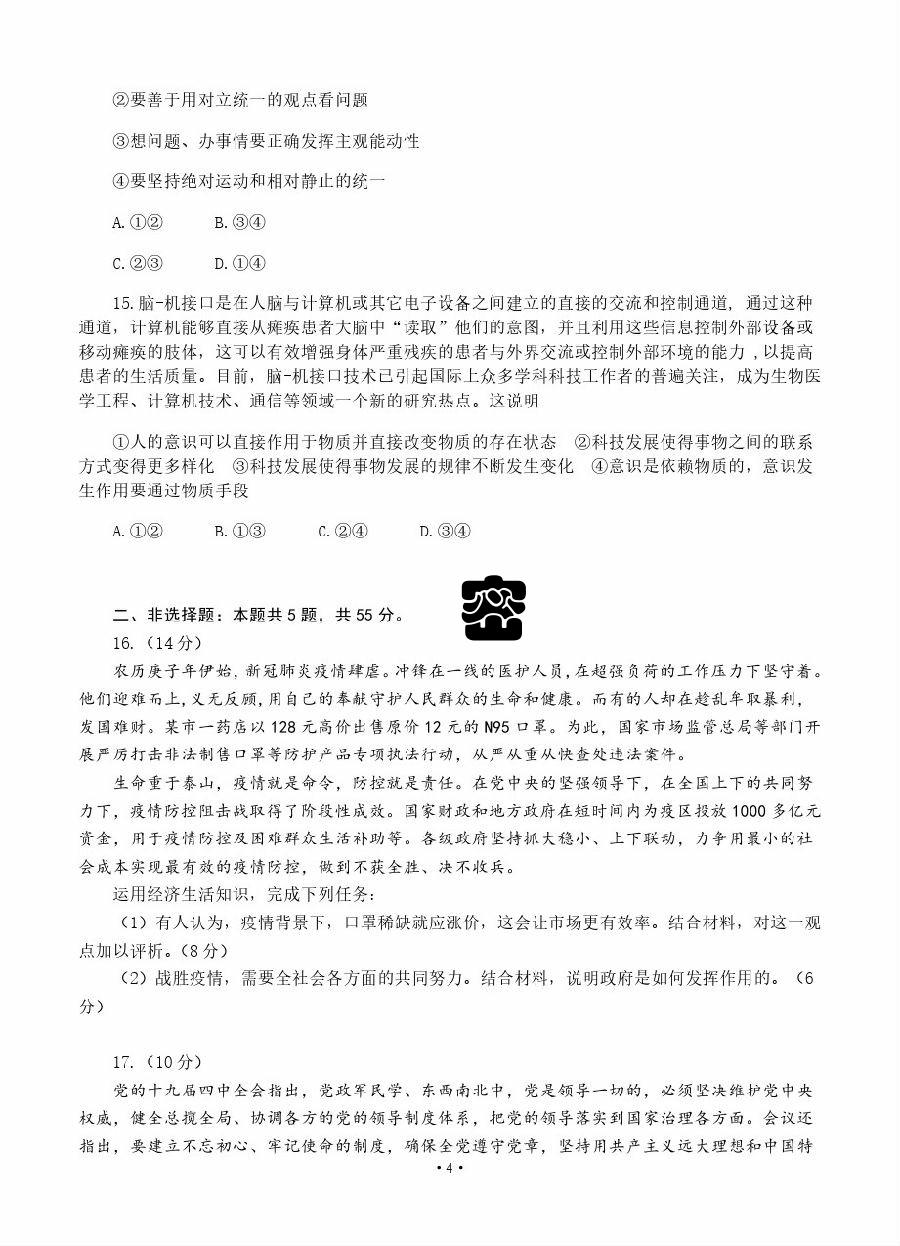 ②要善于用对立统一的观点看问题
③想问题、办事情要正确发挥主观能动性
④要坚持绝对运动和相对静止的统一
A.①② B.③④
C.②③ D.①④
15.脑-机接口是在人脑与计算机或其它电子设备之间建立的直接的交流和控制通道，通过这种
通道，计算机能够直接从瘫痪患者大脑中“读取”他们的意图，并且利用这些信息控制外部设备或
移动瘫痪的肢体，这可以有效增强身体严重残疾的患者与外界交流或控制外部环境的能力 ,以提高
患者的生活质量。目前，脑-机接口技术已引起国际上众多学科科技工作者的普遍关注，成为生物医
学工程、计算机技术、通信等领域一个新的研究热点。这说明
①人的意识可以直接作用于物质并直接改变物质的存在状态 ②科技发展使得事物之间的联系
方式变得更多样化 ③科技发展使得事物发展的规律不断发生变化 ④意识是依赖物质的，意识发
生作用要通过物质手段
A.①② B.①③ C.②④ D.③④
二、非选择题：本题共5题，共55分。
16.（14分）
农历庚子年伊始，新冠肺炎疫情肆虐。冲锋在一线的医护人员,在超强负荷的工作压力下坚守着。
他们迎难而上,义无反顾,用自己的奉献守护人民群众的生命和健康。而有的人却在趁乱牟取暴利，
发国难财。某市一药店以128元高价出售原价12元的N95口罩。为此，国家市场监管总局等部门开
展严厉打击非法制售口罩等防护产品专项执法行动，从严从重从快查处违法案件。
生命重于泰山，疫情就是命令，防控就是责任。在党中央的坚强领导下，在全国上下的共同努
力下，疫情防控阻击战取得了阶段性成效。国家财政和地方政府在短时间内为疫区投放1000多亿元
资金，用于疫情防控及困难群众生活补助等。各级政府坚持抓大稳小、上下联动，力争用最小的社
会成本实现最有效的疫情防控，做到不获全胜、决不收兵。
运用经济生活知识，完成下列任务：
（1）有人认为，疫情背景下，口罩稀缺就应涨价，这会让市场更有效率。结合材料，对这一观
点加以评析。（8分）
（2）战胜疫情，需要全社会各方面的共同努力。结合材料，说明政府是如何发挥作用的。（6
分）
17.（10分）
党的十九届四中全会指出，党政军民学、东西南北中，党是领导一切的，必须坚决维护党中央
权威，健全总揽全局、协调各方的党的领导制度体系，把党的领导落实到国家治理各方面。会议还
指出，要建立不忘初心、牢记使命的制度，确保全党遵守党章，坚持用共产主义远大理想和中国特
·4·